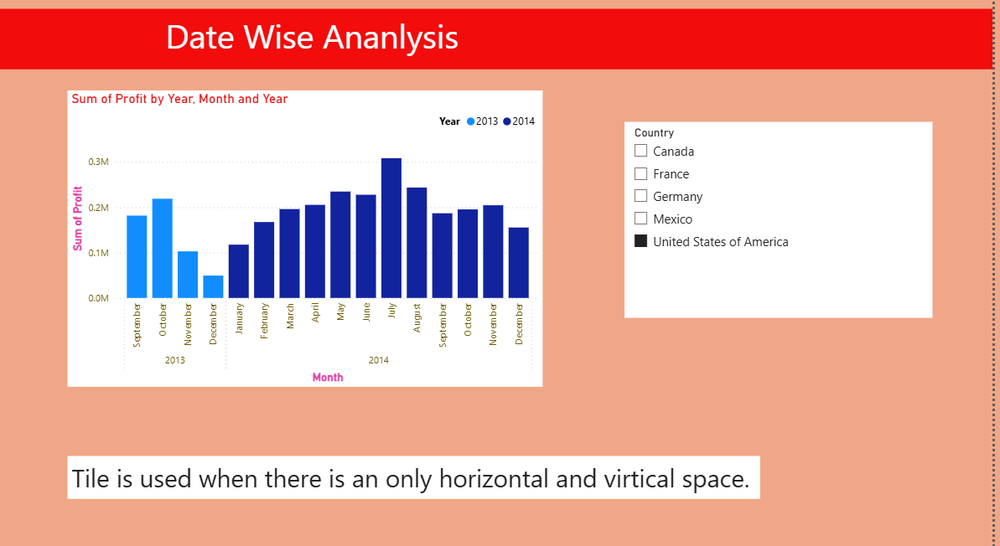 Date Wise Ananlysis
Sum of Profit by Year, Month and Year
Year 2013 2014
Sum of Profit
0.3M
0.2M
0.1M
0.0M
September October November December January February March April May June July August September October November December
2013 2014
Month
Country
Canada
France
Germany
Mexico
United States of America
Tile is used when there is an only horizontal and virtical space.